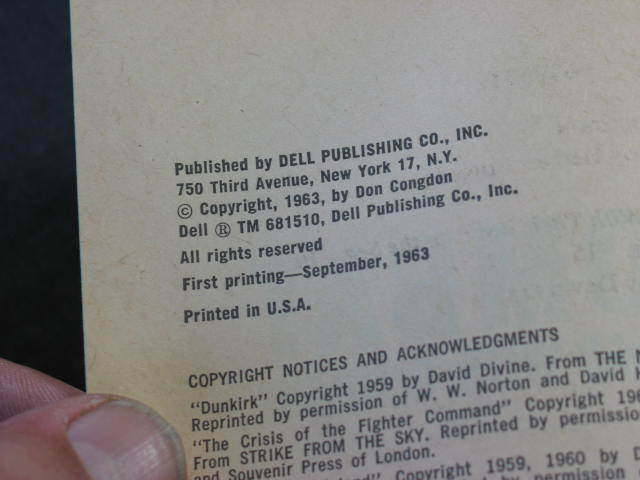 Published by DELL PUBLISHING CO., INC.
750 Third Avenue, New York 17, N.Y.
© Copyright, 1963, by Don Congdon
Dell ® TM 681510, Dell Publishing Co., Inc.
All rights reserved
First printing—September, 1963
Printed in U.S.A.
COPYRIGHT NOTICES AND ACKNOWLEDGMENTS
"Dunkirk" Copyright 1959 by David Divine. From THE N
Reprinted by permission of W. W. Norton and David H
"The Crisis of the Fighter Command" Copyright 196
From STRIKE FROM THE SKY. Reprinted by permissio
and Souvenir Press of London.
Copyright 1959, 1960 by D